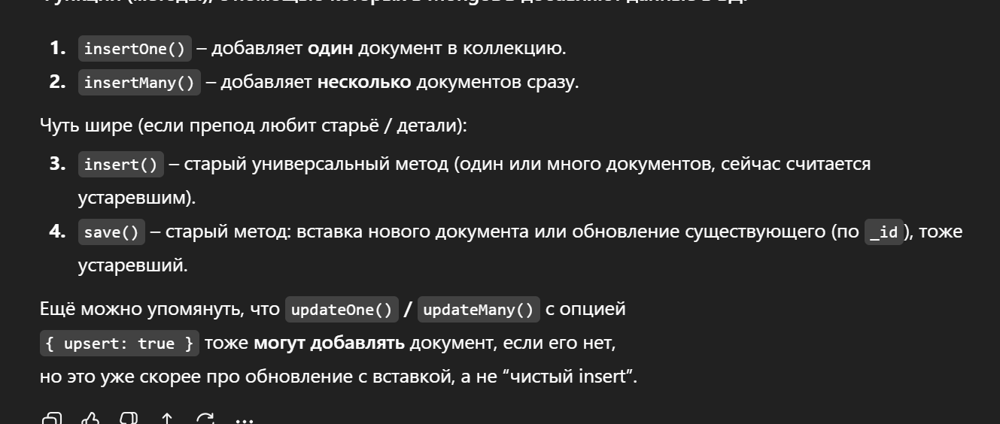 1. insertOne() – добавляет один документ в коллекцию.
2. insertMany() – добавляет несколько документов сразу.
Чуть шире (если препод любит старьё / детали):
3. insert() – старый универсальный метод (один или много документов, сейчас считается
устаревшим).
4. save() – старый метод: вставка нового документа или обновление существующего (по _id), тоже
устаревший.
Ещё можно упомянуть, что updateOne() / updateMany() с опцией
{ upsert: true } тоже могут добавлять документ, если его нет,
но это уже скорее про обновление с вставкой, а не “чистый insert”.